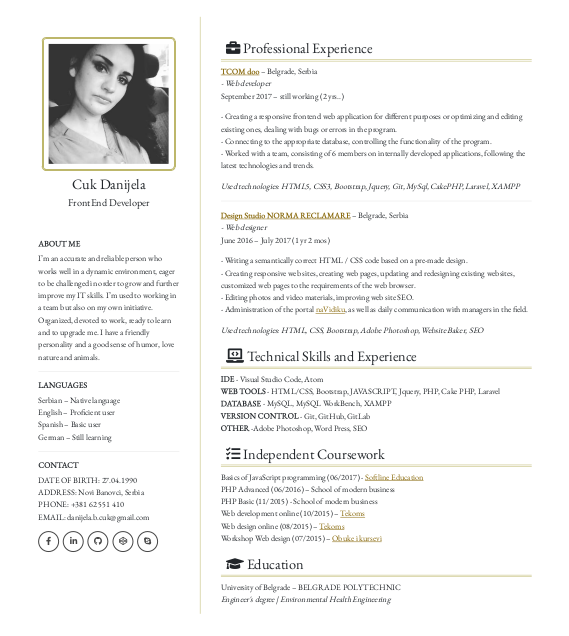 Cuk Danijela
FrontEnd Developer
ABOUT ME
I'm an accurate and reliable person who
works well in a dynamic environment, eager
to be challenged in order to grow and further
improve my IT skills. I'm used to working in
a team but also on my own initiative.
Organized, devoted to work, ready to learn
and to upgrade me. I have a friendly
personality and a good sense of humor, love
nature and animals.
LANGUAGES
Serbian – Native language
English – Proficient user
Spanish – Basic user
German – Still learning
CONTACT
DATE OF BIRTH: 27.04.1990
ADDRESS: Novi Banovci, Serbia
PHONE: +381 62 551 410
EMAIL: danijela.b.cuk@gmail.com
Professional Experience
TCOM doo – Belgrade, Serbia
- Web developer
September 2017 – still working (2 yrs..)
- Creating a responsive frontend web application for different purposes or optimizing and editing
existing ones, dealing with bugs or errors in the program.
- Connecting to the appropriate database, controlling the functionality of the program.
- Worked with a team, consisting of 6 members on internally developed applications, following the
latest technologies and trends.
Used technologies: HTML5, CSS3, Bootstrap, Jquery, Git, MySql, CakePHP, Laravel, XAMPP
Design Studio NORMA RECLAMARE – Belgrade, Serbia
- Web designer
June 2016 – July 2017 (1 yr 2 mos)
- Writing a semantically correct HTML / CSS code based on a pre-made design.
- Creating responsive websites, creating web pages, updating and redesigning existing websites,
customized web pages to the requirements of the web browser.
- Editing photos and video materials, improving web site SEO.
- Administration of the portal naVidiku, as well as daily communication with managers in the field.
Used technologies: HTML, CSS, Bootstrap, Adobe Photoshop, WebsiteBaker, SEO
Technical Skills and Experience
IDE - Visual Studio Code, Atom
WEB TOOLS - HTML/CSS, Bootstrap, JAVASCRIPT, Jquery, PHP, Cake PHP, Laravel
DATABASE - MySQL, MySQL WorkBench, XAMPP
VERSION CONTROL - Git, GitHub, GitLab
OTHER -Adobe Photoshop, Word Press, SEO
Independent Coursework
Basics of JavaScript programming (06/2017) - Softline Education
PHP Advanced (06/2016) – School of modern business
PHP Basic (11/2015) - School of modern business
Web development online (10/2015) – Tekoms
Web design online (08/2015) – Tekoms
Workshop Web design (07/2015) – Obuke i kursevi
Education
University of Belgrade – BELGRADE POLYTECHNIC
Engineer's degree / Environmental Health Engineering